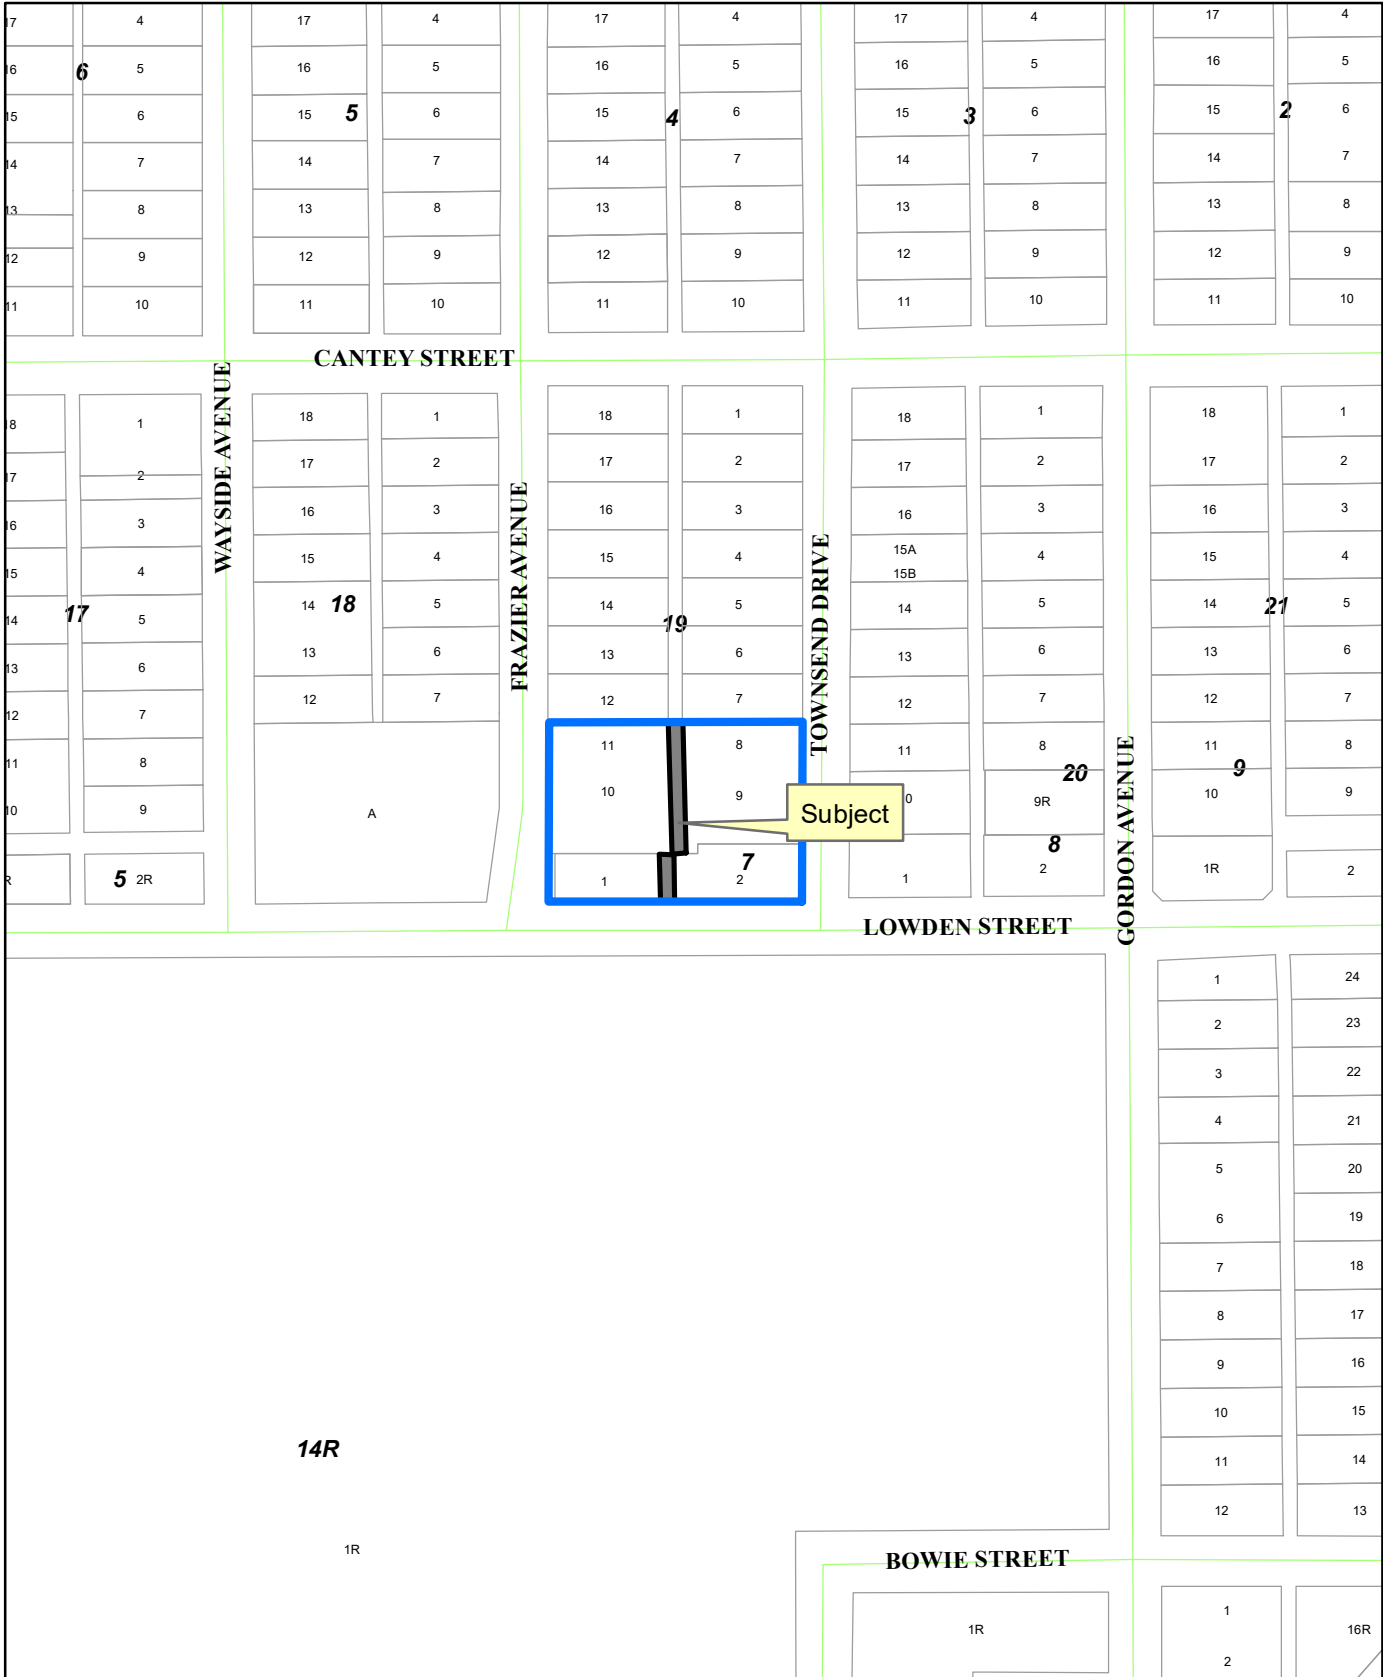 17 4 17 4 17 4 17 4 17 4
16 6 5 16 5 16 5 16 5 16 5
15 6 15 5 6 15 4 6 15 3 6 15 2 6
14 7 14 7 14 7 14 7 14 7
13 8 13 8 13 8 13 8 13 8
12 9 12 9 12 9 12 9 12 9
11 10 11 10 11 10 11 10 11 10
CANTEY STREET
WAYSIDE AVENUE
FRAZIER AVENUE
TOWNSEND DRIVE
GORDON AVENUE
8 1 18 1 18 1 18 1 18 1
17 2 17 2 17 2 17 2 17 2
16 3 16 3 16 3 16 3 16 3
15 4 15 4 15 4 15A 4 15 4
15B
14 17 5 14 18 5 14 19 5 14 5 14 21 5
13 6 13 6 13 6 13 6 13 6
12 7 12 7 12 7 12 7 12 7
11 8 11 8 11 8 11 8
10 9 A 10 9 0 9R 20 10 9 9
Subject
R 5 2R 1 7 2 1 8 2 1R 2
LOWDEN STREET
1 24
2 23
3 22
4 21
5 20
6 19
7 18
8 17
9 16
10 15
11 14
12 13
14R
1R
BOWIE STREET
1R 1 16R
2